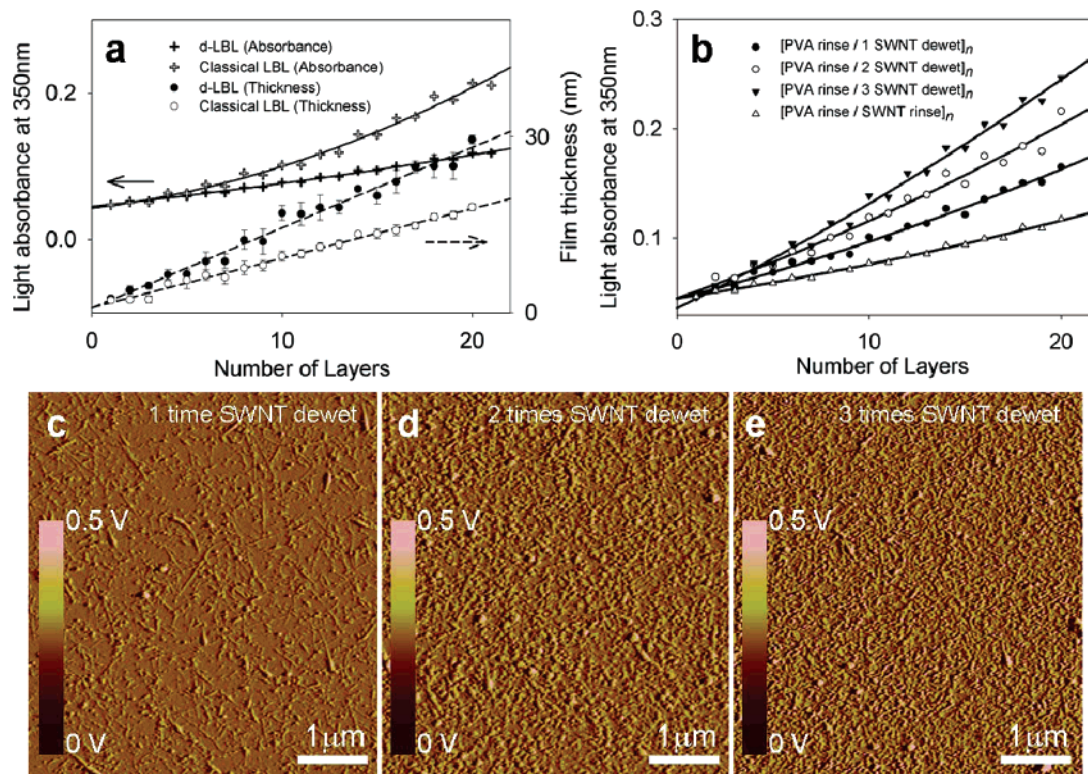 a
d-LBL (Absorbance)
Classical LBL (Absorbance)
d-LBL (Thickness)
Classical LBL (Thickness)
Light absorbance at 350nm
0.2
0.0
30
0
Film thickness (nm)
0
10
20
Number of Layers
b
[PVA rinse / 1 SWNT dewet]n
[PVA rinse / 2 SWNT dewet]n
[PVA rinse / 3 SWNT dewet]n
[PVA rinse / SWNT rinse]n
Light absorbance at 350nm
0.3
0.2
0.1
0
10
20
Number of Layers
c
1 time SWNT dewet
0.5 V
0 V
1μm
d
2 times SWNT dewet
0.5 V
0 V
1μm
e
3 times SWNT dewet
0.5 V
0 V
1μm